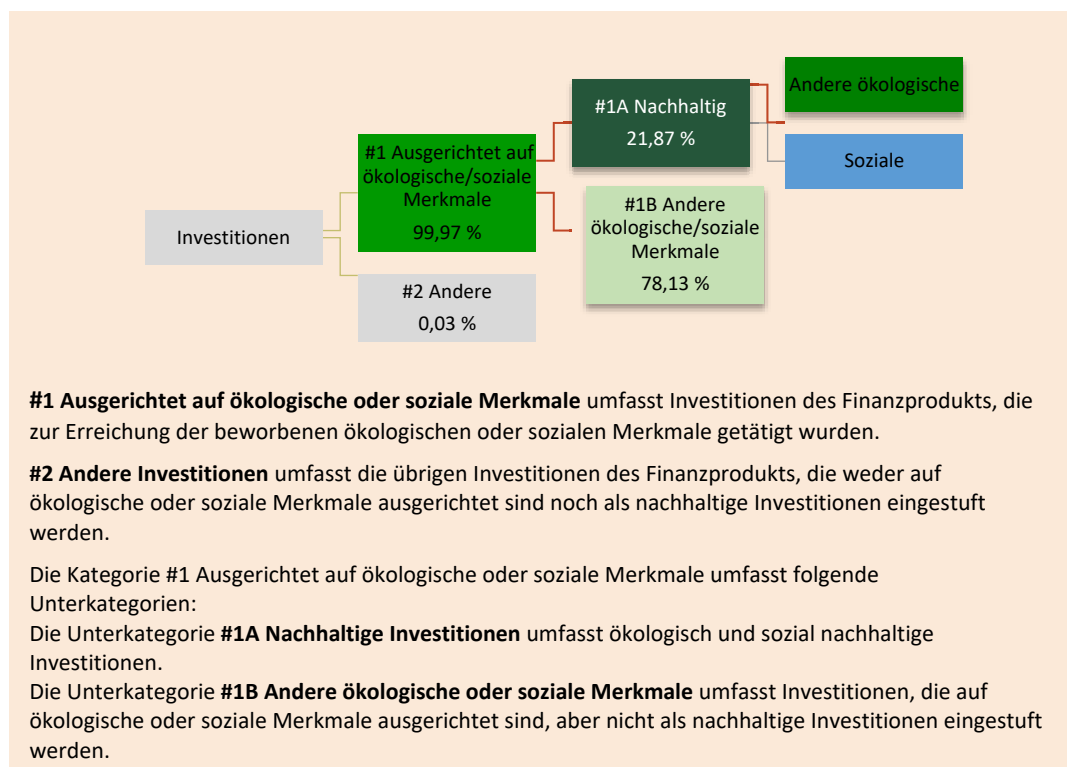 Investitionen
#1 Ausgerichtet auf
ökologische/soziale
Merkmale
99,97 %
#2 Andere
0,03 %
#1A Nachhaltig
21,87 %
#1B Andere
ökologische/soziale
Merkmale
78,13 %
Andere ökologische
Soziale
#1 Ausgerichtet auf ökologische oder soziale Merkmale umfasst Investitionen des Finanzprodukts, die
zur Erreichung der beworbenen ökologischen oder sozialen Merkmale getätigt wurden.
#2 Andere Investitionen umfasst die übrigen Investitionen des Finanzprodukts, die weder auf
ökologische oder soziale Merkmale ausgerichtet sind noch als nachhaltige Investitionen eingestuft
werden.
Die Kategorie #1 Ausgerichtet auf ökologische oder soziale Merkmale umfasst folgende
Unterkategorien:
Die Unterkategorie #1A Nachhaltige Investitionen umfasst ökologisch und sozial nachhaltige
Investitionen.
Die Unterkategorie #1B Andere ökologische oder soziale Merkmale umfasst Investitionen, die auf
ökologische oder soziale Merkmale ausgerichtet sind, aber nicht als nachhaltige Investitionen eingestuft
werden.